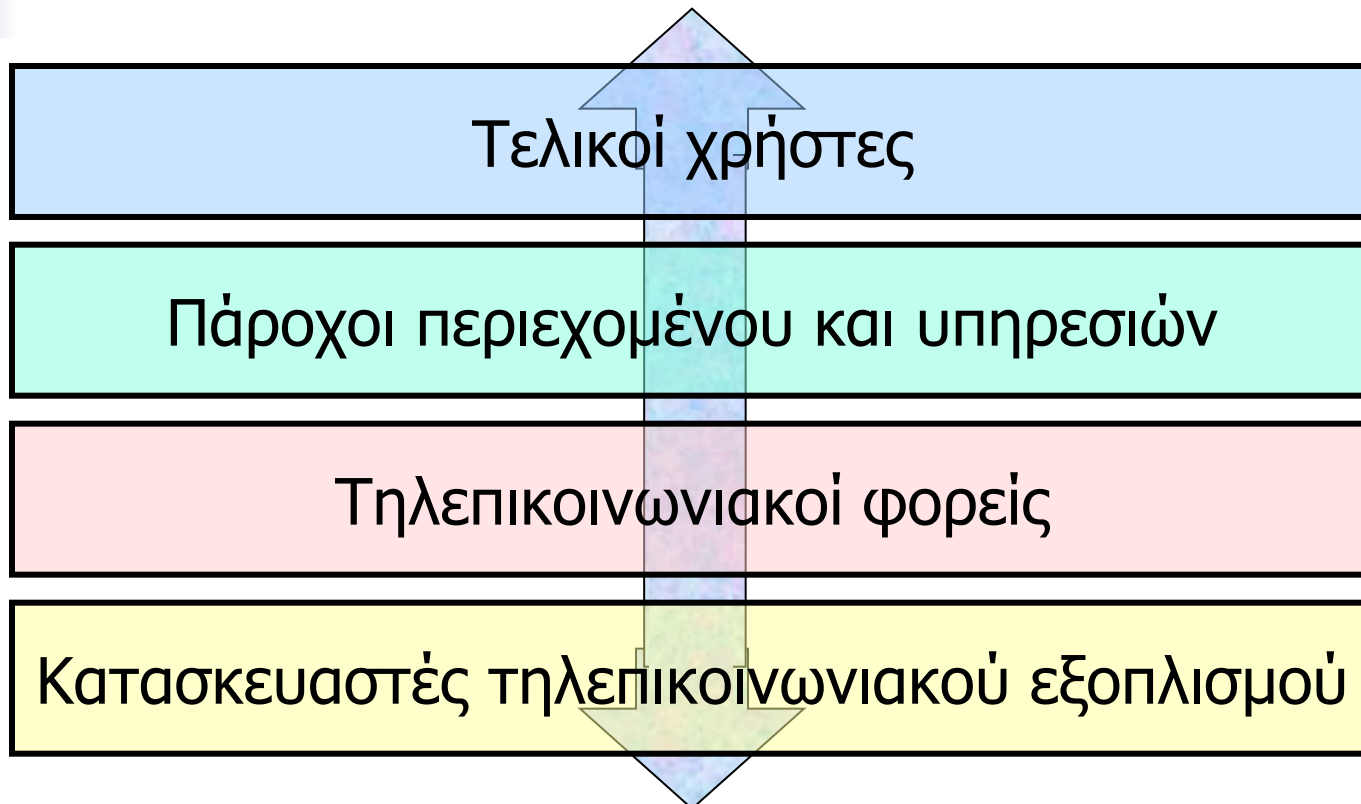 Τελικοί χρήστες
Πάροχοι περιεχομένου και υπηρεσιών
Τηλεπικοινωνιακοί φορείς
Κατασκευαστές τηλεπικοινωνιακού εξοπλισμού